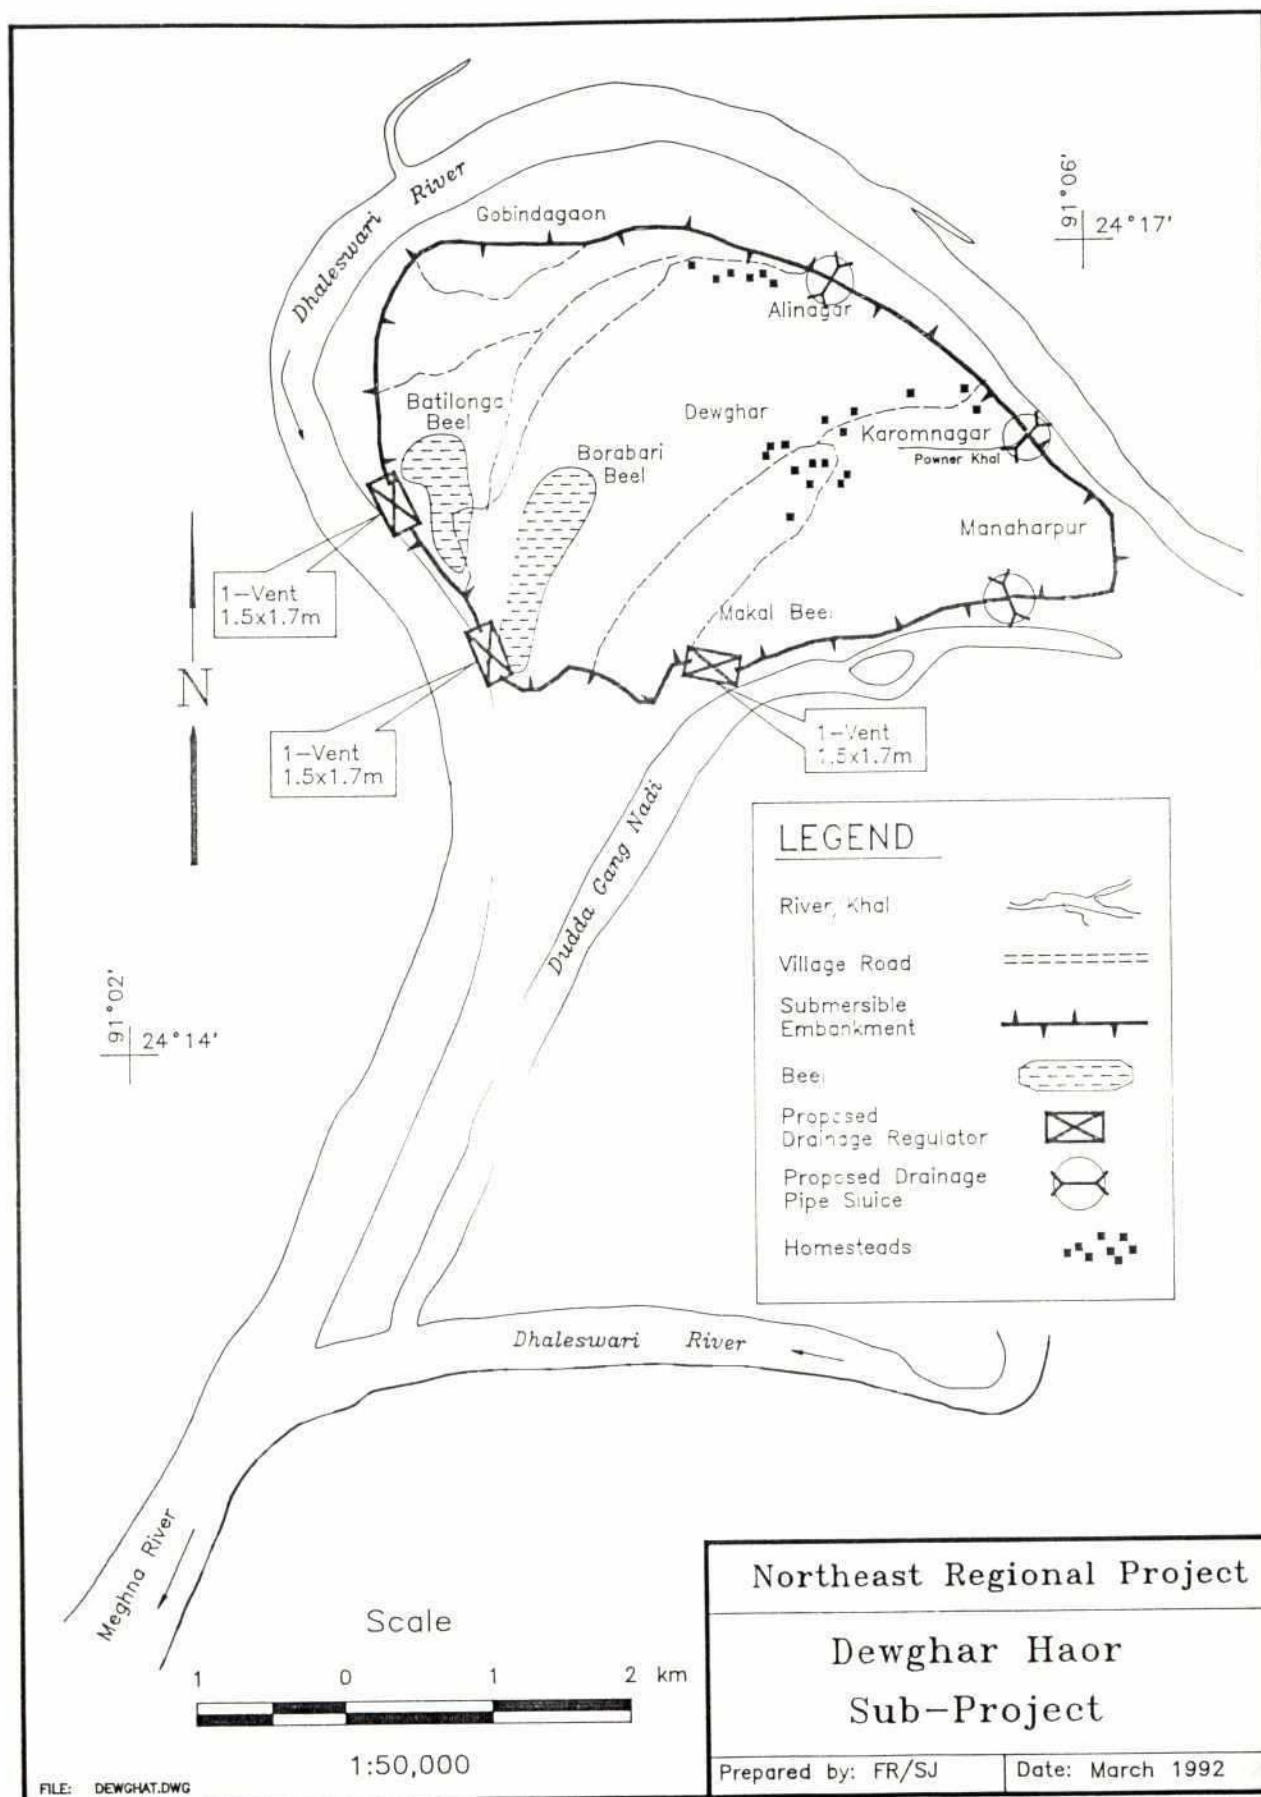 Dhaleswari River
Gobindagaon
91°06'
24°17'
Alinagar
Batilonga
Beel
Dewghar
Karomnagar
Powner Khal
Borabari
Beel
Manaharpur
1-Vent
1.5x1.7m
Makal Beel
N
1-Vent
1.5x1.7m
1-Vent
1.5x1.7m
Dudda Gang Nadi
LEGEND
River, Khal
Village Road
Submersible
Embankment
Beel
Proposed
Drainage Regulator
Proposed Drainage
Pipe Sluice
Homesteads
91°02'
24°14'
Dhaleswari River
Meghna River
Scale
1 0 1 2 km
1:50,000
Northeast Regional Project
Dewghar Haor
Sub-Project
Prepared by: FR/SJ
Date: March 1992
FILE: DEWGHAT.DWG